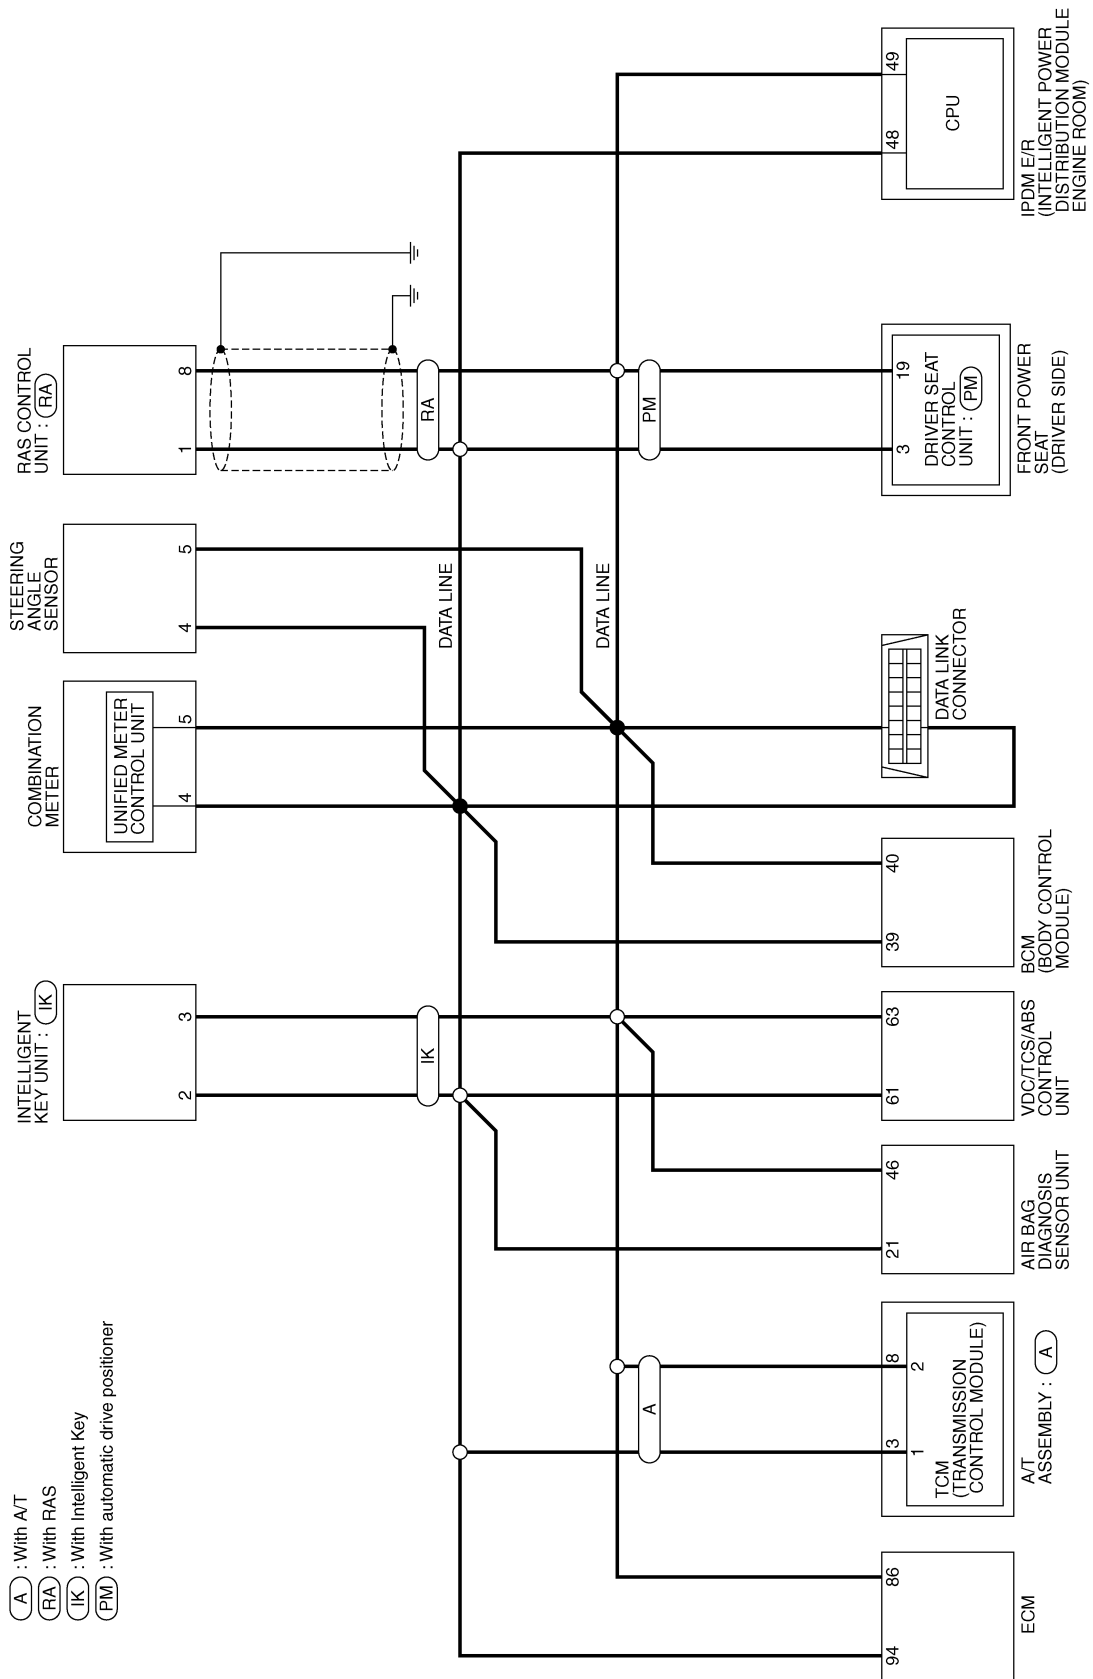 A : With A/T
RA : With RAS
IK : With Intelligent Key
PM : With automatic drive positioner
INTELLIGENT
KEY UNIT : IK
2
3
COMBINATION
METER
UNIFIED METER
CONTROL UNIT
4
5
STEERING
ANGLE
SENSOR
4
5
RAS CONTROL
UNIT : RA
1
8
IK
RA
DATA LINE
DATA LINE
A
PM
94
86
ECM
3
8
1
2
TCM
(TRANSMISSION
CONTROL MODULE)
A/T
ASSEMBLY : A
21
46
AIR BAG
DIAGNOSIS
SENSOR UNIT
61
63
VDC/TCS/ABS
CONTROL
UNIT
39
40
BCM
(BODY CONTROL
MODULE)
DATA LINK
CONNECTOR
3
19
DRIVER SEAT
CONTROL
UNIT : PM
FRONT POWER
SEAT
(DRIVER SIDE)
48
49
CPU
IPDM E/R
(INTELLIGENT POWER
DISTRIBUTION MODULE
ENGINE ROOM)